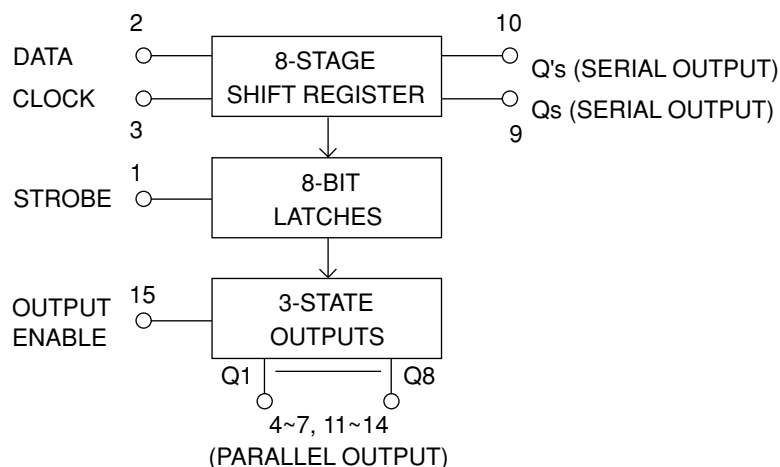 2
10
DATA
8-STAGE
Q's (SERIAL OUTPUT)
CLOCK
SHIFT REGISTER
Qs (SERIAL OUTPUT)
3
9
1
8-BIT
STROBE
LATCHES
15
3-STATE
OUTPUT
ENABLE
OUTPUTS
Q1
Q8
4~7, 11~14
(PARALLEL OUTPUT)